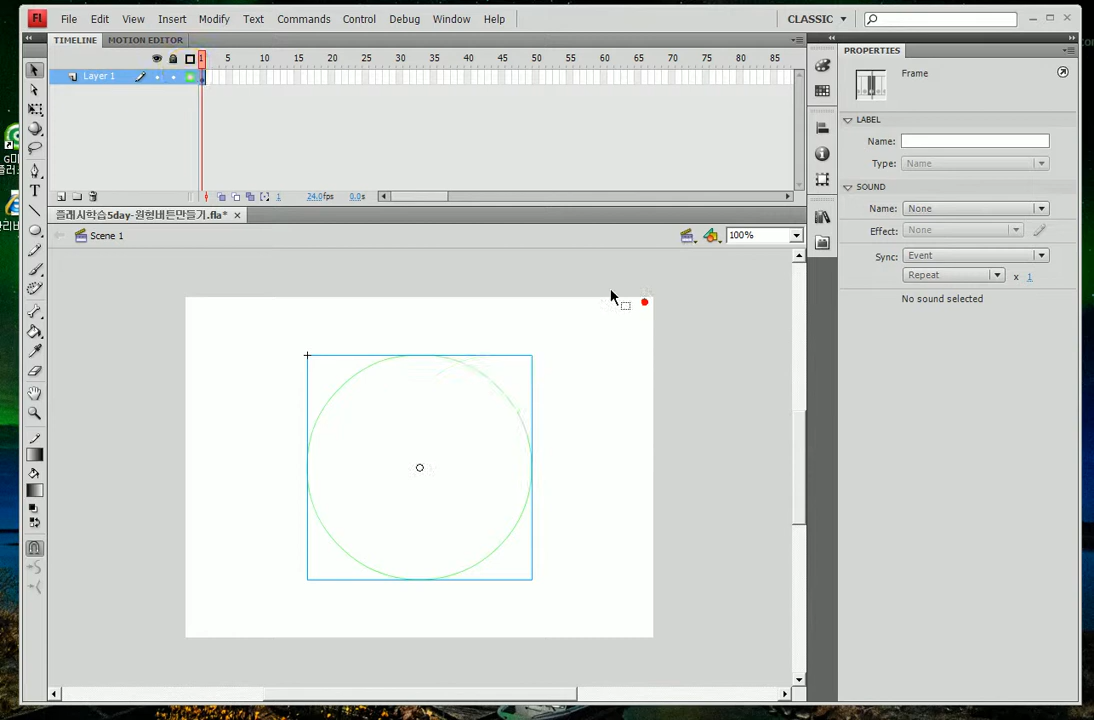 Fl File Edit View Insert Modify Text Commands Control Debug Window Help CLASSIC
TIMELINE MOTION EDITOR
1 5 10 15 20 25 30 35 40 45 50 55 60 65 70 75 80 85
Layer 1
1 24.0fps 0.0s
플래시학습5day-원형버튼만들기.fla*
Scene 1
100%
T
PROPERTIES
Frame
LABEL
Name:
Type: Name
SOUND
Name: None
Effect: None
Sync: Event
Repeat x 1
No sound selected